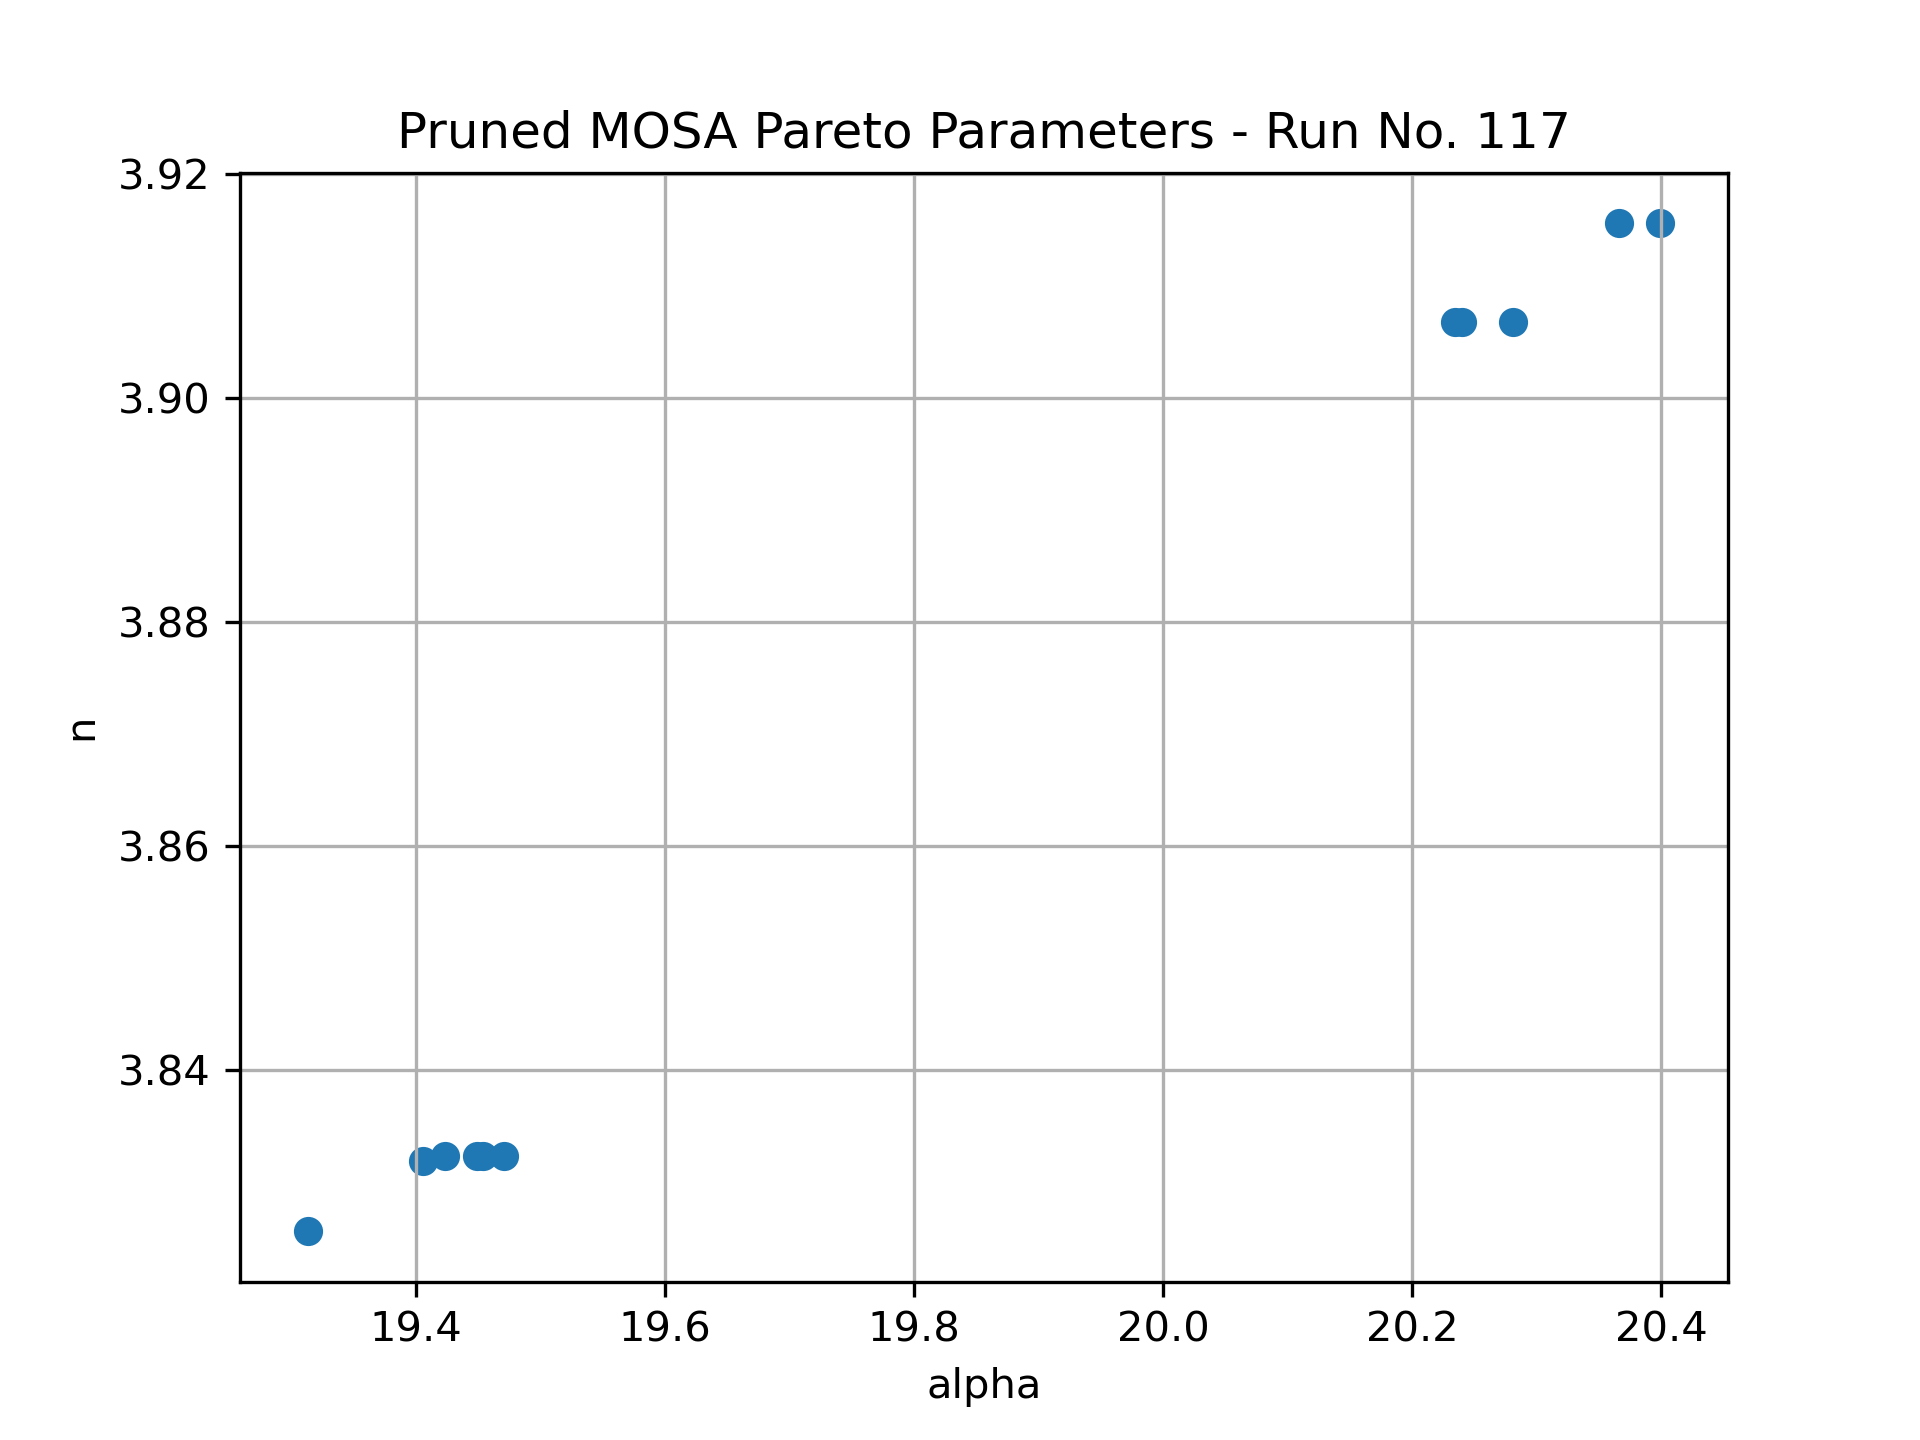 Pruned MOSA Pareto Parameters - Run No. 117
3.92
3.90
3.88
3.86
3.84
n
19.4 19.6 19.8 20.0 20.2 20.4
alpha